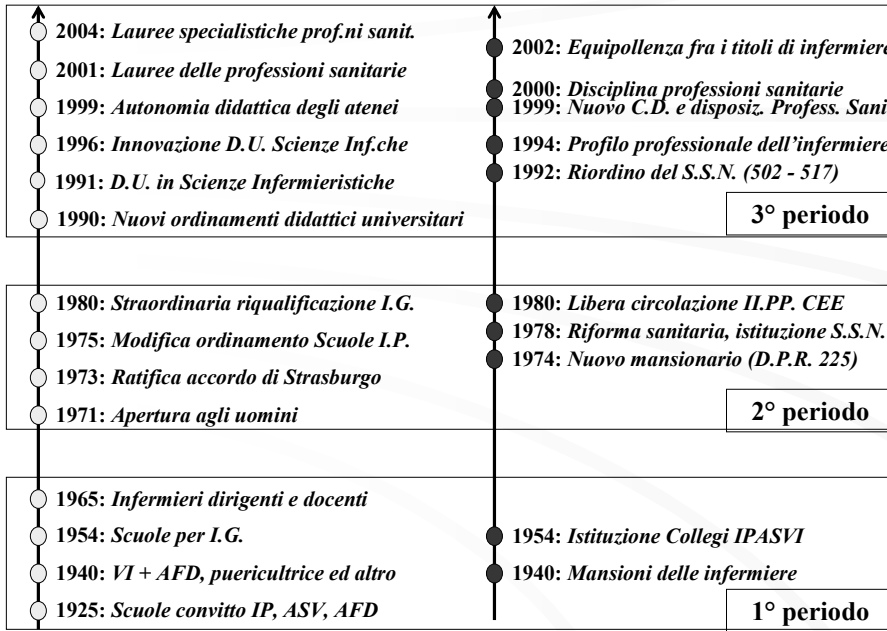 2004: Lauree specialistiche prof.ni sanit.
2001: Lauree delle professioni sanitarie
1999: Autonomia didattica degli atenei
1996: Innovazione D.U. Scienze Inf.che
1991: D.U. in Scienze Infermieristiche
1990: Nuovi ordinamenti didattici universitari
2002: Equipollenza fra i titoli di infermiere
2000: Disciplina professioni sanitarie
1999: Nuovo C.D. e disposiz. Profess. Sani
1994: Profilo professionale dell'infermiere
1992: Riordino del S.S.N. (502 - 517)
3° periodo
1980: Straordinaria riqualificazione I.G.
1975: Modifica ordinamento Scuole I.P.
1973: Ratifica accordo di Strasburgo
1971: Apertura agli uomini
1980: Libera circolazione II.PP. CEE
1978: Riforma sanitaria, istituzione S.S.N.
1974: Nuovo mansionario (D.P.R. 225)
2° periodo
1965: Infermieri dirigenti e docenti
1954: Scuole per I.G.
1940: VI + AFD, puericultrice ed altro
1925: Scuole convitto IP, ASV, AFD
1954: Istituzione Collegi IPASVI
1940: Mansioni delle infermiere
1° periodo